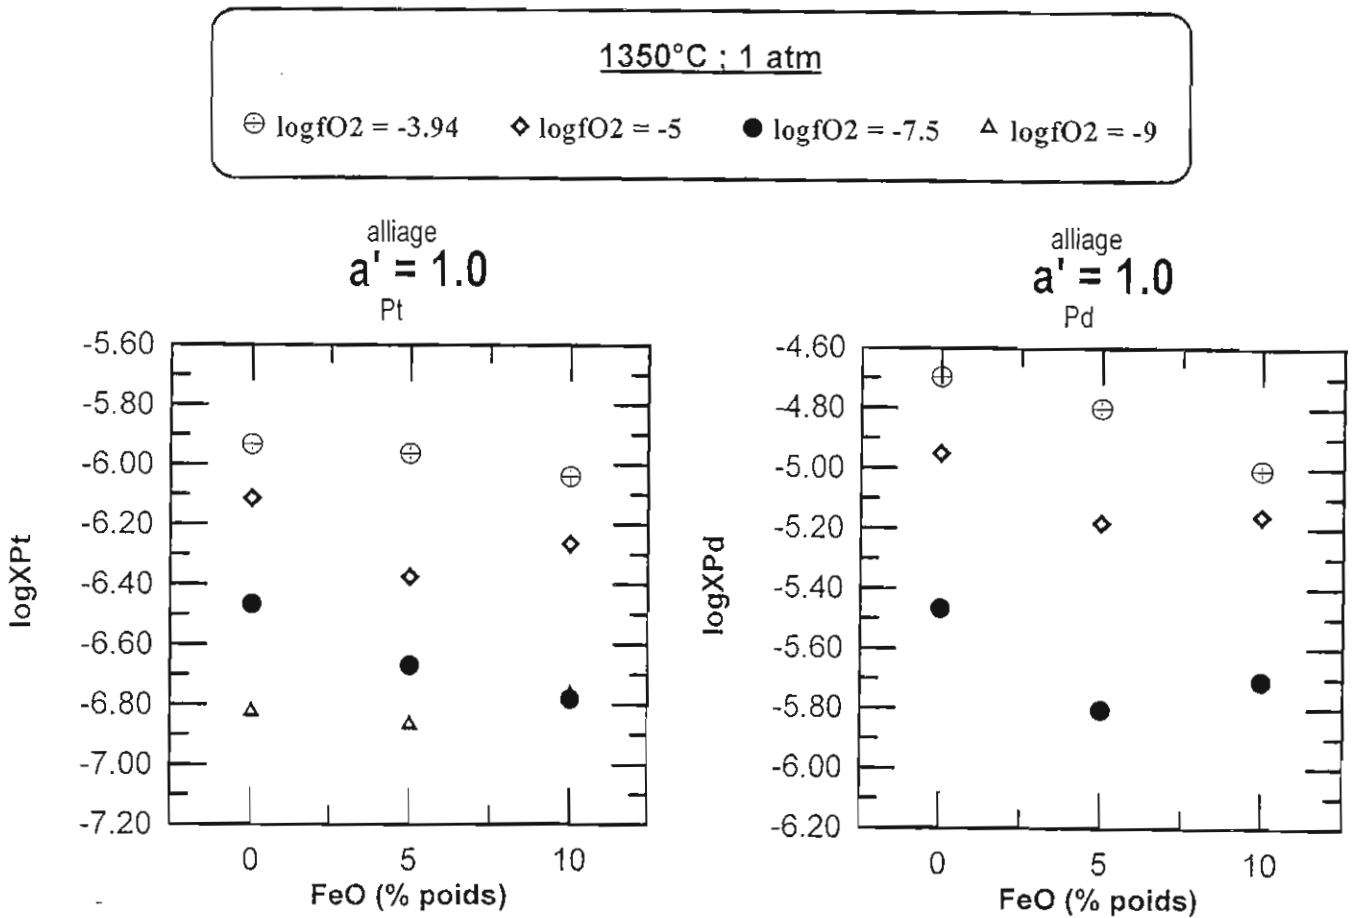 1350°C ; 1 atm
logfO2 = -3.94 logfO2 = -5 logfO2 = -7.5 logfO2 = -9
alliage
a' = 1.0
Pt
-5.60
-5.80
-6.00
-6.20
-6.40
-6.60
-6.80
-7.00
-7.20
logXPt
0 5 10
FeO (% poids)
alliage
a' = 1.0
Pd
-4.60
-4.80
-5.00
-5.20
-5.40
-5.60
-5.80
-6.00
-6.20
logXPd
0 5 10
FeO (% poids)